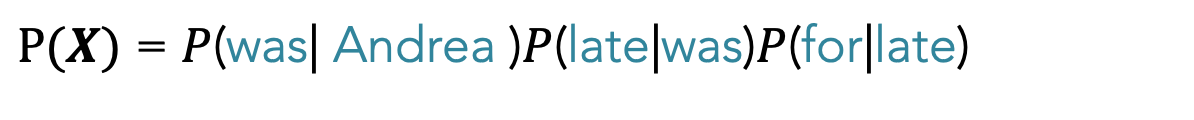 P(X) = P(was| Andrea )P(late|was)P(for|late)